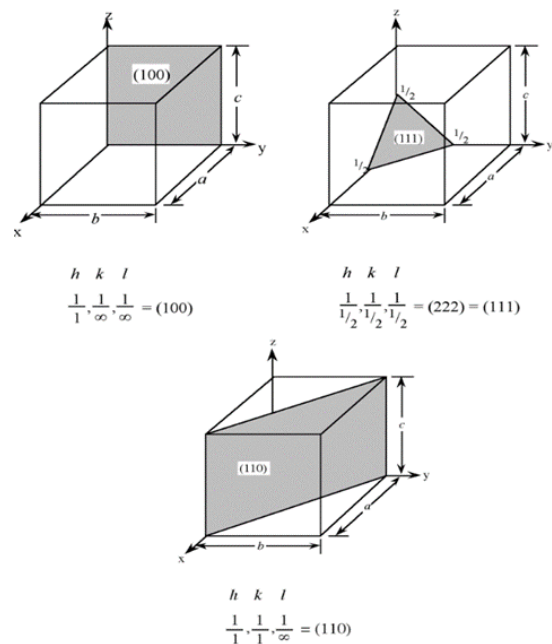 z
(100)
c
y
a
b
x
h k l
1/1, 1/∞, 1/∞ = (100)
z
1/2
c
(111)
1/2
y
1/2
a
b
x
h k l
1/1/2, 1/1/2, 1/1/2 = (222) = (111)
z
c
(110)
y
a
x
b
h k l
1/1, 1/1, 1/∞ = (110)